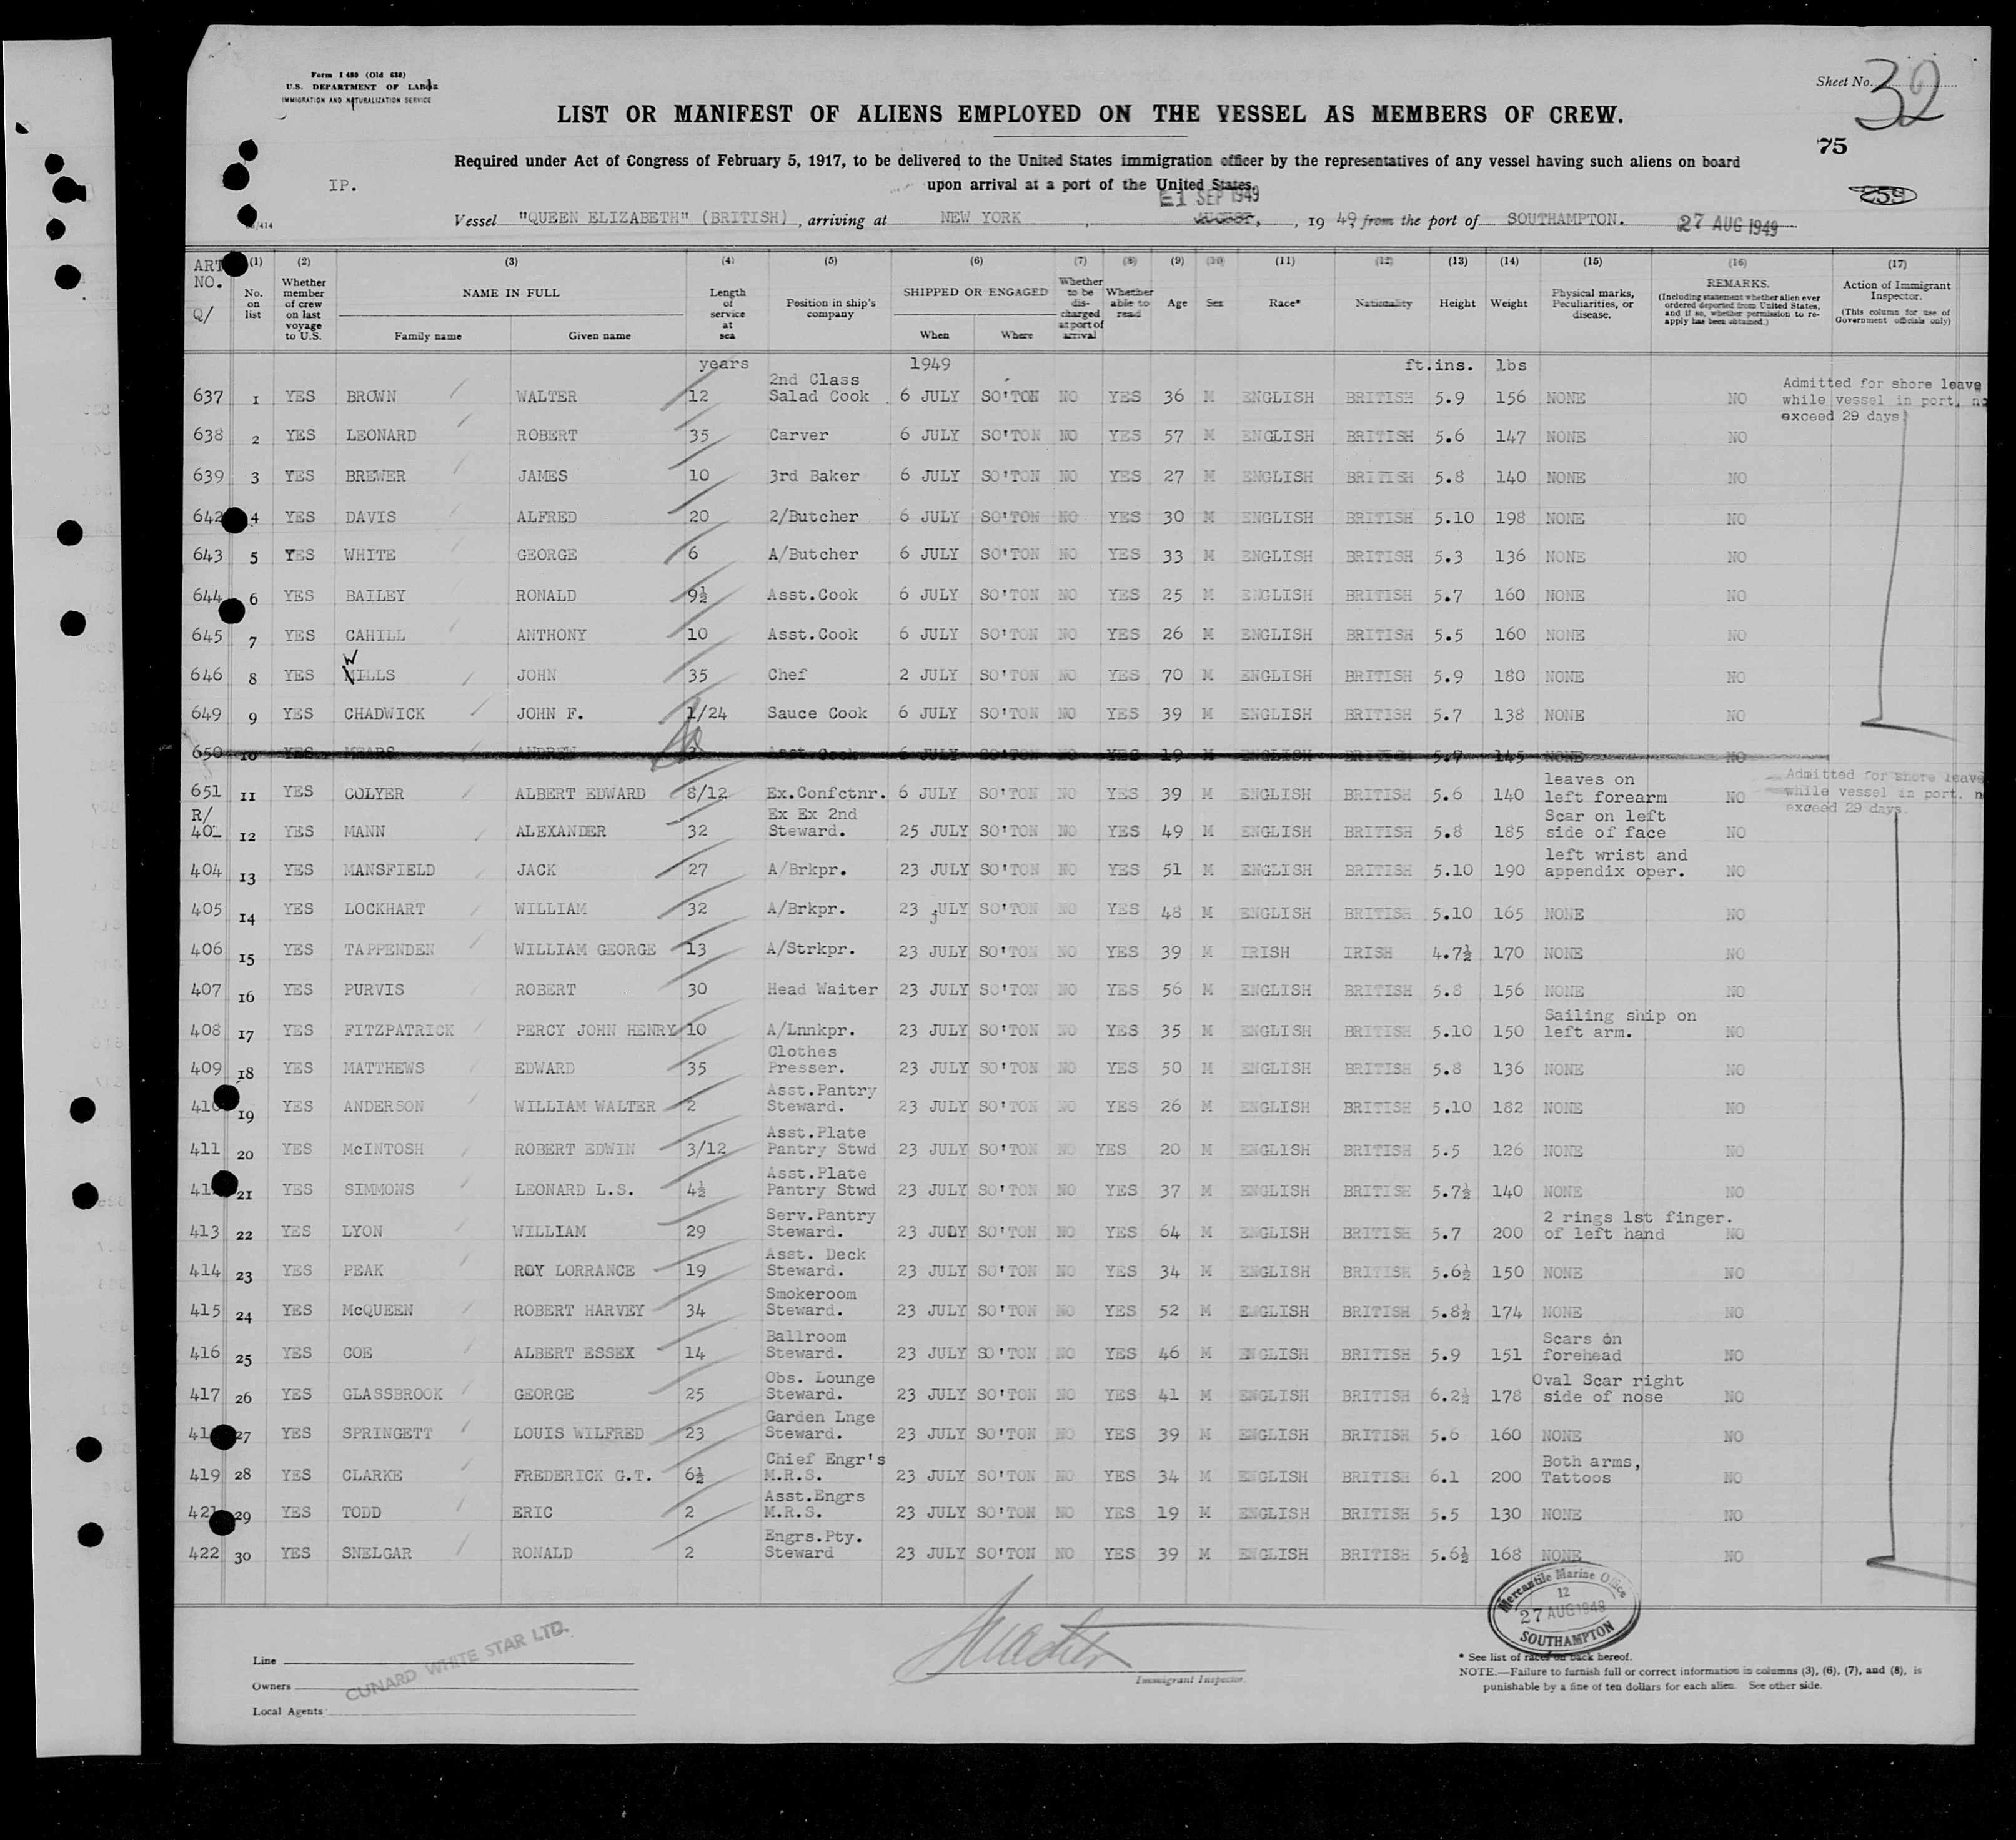 Form I 480 (Old 680)
U.S. DEPARTMENT OF LABOR
IMMIGRATION AND NATURALIZATION SERVICE
Sheet No. 32
LIST OR MANIFEST OF ALIENS EMPLOYED ON THE VESSEL AS MEMBERS OF CREW.
75
Required under Act of Congress of February 5, 1917, to be delivered to the United States immigration officer by the representatives of any vessel having such aliens on board
upon arrival at a port of the United States.
IP.
259
1 SEP 1949
Vessel "QUEEN ELIZABETH" (BRITISH), arriving at NEW YORK, AUGUST, 1949 from the port of SOUTHAMPTON. 27 AUG 1949
ART NO. Q/ (1) No. on list (2) Whether member of crew on last voyage to U.S. (3) NAME IN FULL Family name Given name (4) Length of service at sea (5) Position in ship's company (6) SHIPPED OR ENGAGED When Where (7) Whether to be discharged at port of arrival (8) Whether able to read (9) Age (10) Sex (11) Race* (12) Nationality (13) Height (14) Weight (15) Physical marks, Peculiarities, or disease. (16) REMARKS. (Including statement whether alien ever ordered deported from United States, and if so, whether permission to re-apply has been obtained.) (17) Action of Immigrant Inspector. (This column for use of Government officials only)
years 1949 ft.ins. lbs
637 1 YES BROWN WALTER 12 2nd Class Salad Cook 6 JULY SO'TON NO YES 36 M ENGLISH BRITISH 5.9 156 NONE NO Admitted for shore leave while vessel in port, exceed 29 days
638 2 YES LEONARD ROBERT 35 Carver 6 JULY SO'TON NO YES 57 M ENGLISH BRITISH 5.6 147 NONE NO
639 3 YES BREWER JAMES 10 3rd Baker 6 JULY SO'TON NO YES 27 M ENGLISH BRITISH 5.8 140 NONE NO
642 4 YES DAVIS ALFRED 20 2/Butcher 6 JULY SO'TON NO YES 30 M ENGLISH BRITISH 5.10 198 NONE NO
643 5 YES WHITE GEORGE 6 A/Butcher 6 JULY SO'TON NO YES 33 M ENGLISH BRITISH 5.3 136 NONE NO
644 6 YES BAILEY RONALD 9½ Asst.Cook 6 JULY SO'TON NO YES 25 M ENGLISH BRITISH 5.7 160 NONE NO
645 7 YES CAHILL ANTHONY 10 Asst.Cook 6 JULY SO'TON NO YES 26 M ENGLISH BRITISH 5.5 160 NONE NO
646 8 YES WILLS JOHN 35 Chef 2 JULY SO'TON NO YES 70 M ENGLISH BRITISH 5.9 180 NONE NO
649 9 YES CHADWICK JOHN F. 1/24 Sauce Cook 6 JULY SO'TON NO YES 39 M ENGLISH BRITISH 5.7 138 NONE NO
650 10 YES MEARS ANDREW 3 Asst Cook 6 JULY SO'TON NO YES 19 M ENGLISH BRITISH 5.7 145 NONE NO
651 11 YES COLYER ALBERT EDWARD 8/12 Ex.Confctnr. 6 JULY SO'TON NO YES 39 M ENGLISH BRITISH 5.6 140 leaves on left forearm NO Admitted for shore leave while vessel in port. exceed 29 days.
R/ 40 12 YES MANN ALEXANDER 32 Ex Ex 2nd Steward. 25 JULY SO'TON NO YES 49 M ENGLISH BRITISH 5.8 185 Scar on left side of face NO
404 13 YES MANSFIELD JACK 27 A/Brkpr. 23 JULY SO'TON NO YES 51 M ENGLISH BRITISH 5.10 190 left wrist and appendix oper. NO
405 14 YES LOCKHART WILLIAM 32 A/Brkpr. 23 JULY SO'TON NO YES 48 M ENGLISH BRITISH 5.10 165 NONE NO
406 15 YES TAPPENDEN WILLIAM GEORGE 13 A/Strkpr. 23 JULY SO'TON NO YES 39 M IRISH IRISH 4.7½ 170 NONE NO
407 16 YES PURVIS ROBERT 30 Head Waiter 23 JULY SO'TON NO YES 56 M ENGLISH BRITISH 5.8 156 NONE NO
408 17 YES FITZPATRICK PERCY JOHN HENRY 10 A/Lnnkpr. 23 JULY SO'TON NO YES 35 M ENGLISH BRITISH 5.10 150 Sailing ship on left arm. NO
409 18 YES MATTHEWS EDWARD 35 Clothes Presser. 23 JULY SO'TON NO YES 50 M ENGLISH BRITISH 5.8 136 NONE NO
410 19 YES ANDERSON WILLIAM WALTER 2 Asst.Pantry Steward. 23 JULY SO'TON NO YES 26 M ENGLISH BRITISH 5.10 182 NONE NO
411 20 YES McINTOSH ROBERT EDWIN 3/12 Asst.Plate Pantry Stwd 23 JULY SO'TON NO YES 20 M ENGLISH BRITISH 5.5 126 NONE NO
41 21 YES SIMMONS LEONARD L.S. 4½ Asst.Plate Pantry Stwd 23 JULY SO'TON NO YES 37 M ENGLISH BRITISH 5.7½ 140 NONE NO
413 22 YES LYON WILLIAM 29 Serv.Pantry Steward. 23 JULY SO'TON NO YES 64 M ENGLISH BRITISH 5.7 200 2 rings 1st finger. of left hand NO
414 23 YES PEAK ROY LORRANCE 19 Asst. Deck Steward. 23 JULY SO'TON NO YES 34 M ENGLISH BRITISH 5.6½ 150 NONE NO
415 24 YES McQUEEN ROBERT HARVEY 34 Smokeroom Steward. 23 JULY SO'TON NO YES 52 M ENGLISH BRITISH 5.8½ 174 NONE NO
416 25 YES COE ALBERT ESSEX 14 Ballroom Steward. 23 JULY SO'TON NO YES 46 M ENGLISH BRITISH 5.9 151 Scars on forehead NO
417 26 YES GLASSBROOK GEORGE 25 Obs. Lounge Steward. 23 JULY SO'TON NO YES 41 M ENGLISH BRITISH 6.2½ 178 Oval Scar right side of nose NO
41 27 YES SPRINGETT LOUIS WILFRED 23 Garden Lnge Steward. 23 JULY SO'TON NO YES 39 M ENGLISH BRITISH 5.6 160 NONE NO
419 28 YES CLARKE FREDERICK G.T. 6½ Chief Engr's M.R.S. 23 JULY SO'TON NO YES 34 M ENGLISH BRITISH 6.1 200 Both arms, Tattoos NO
421 29 YES TODD ERIC 2 Asst.Engrs M.R.S. 23 JULY SO'TON NO YES 19 M ENGLISH BRITISH 5.5 130 NONE NO
422 30 YES SNELGAR RONALD 2 Engrs.Pty. Steward 23 JULY SO'TON NO YES 39 M ENGLISH BRITISH 5.6½ 168 NONE NO
Mercantile Marine Office
12
27 AUG 1949
SOUTHAMPTON
Line
Owners
CUNARD WHITE STAR LTD.
Local Agents
Immigrant Inspector.
* See list of races on back hereof.
NOTE.—Failure to furnish full or correct information in columns (3), (6), (7), and (8), is
punishable by a fine of ten dollars for each alien. See other side.